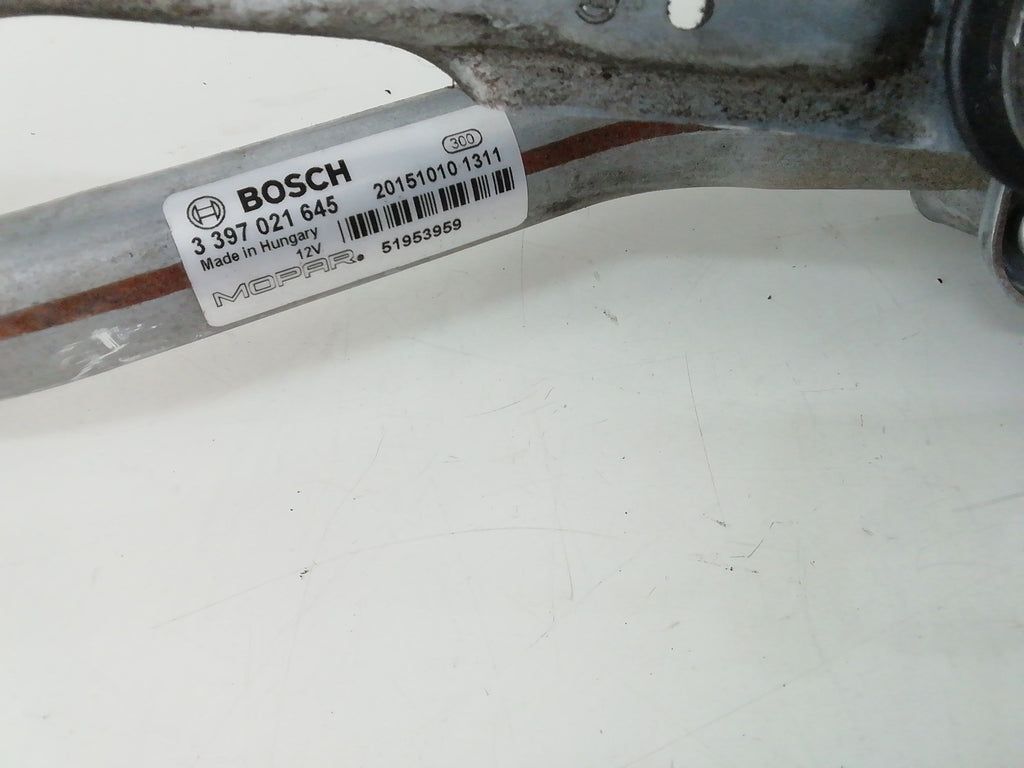 300
BOSCH
20151010 1311
3 397 021 645
Made in Hungary
12V
51953959
MOPAR.